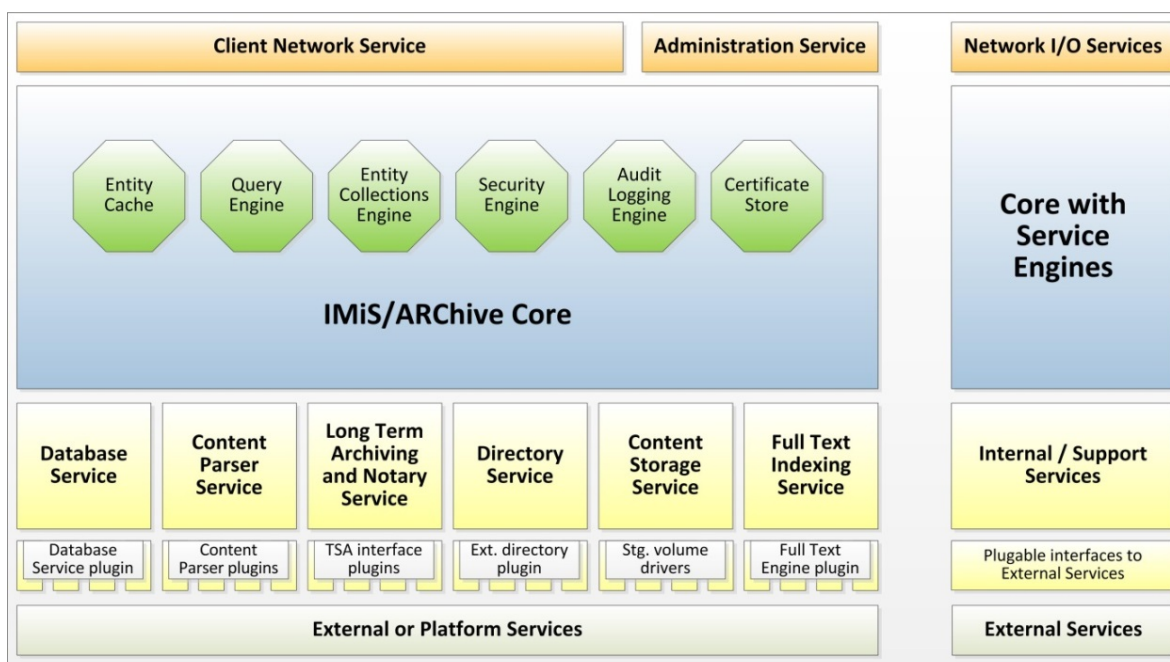 Client Network Service
Administration Service
Network I/O Services
Entity
Cache
Query
Engine
Entity
Collections
Engine
Security
Engine
Audit
Logging
Engine
Certificate
Store
IMiS/ARChive Core
Core with
Service
Engines
Database
Service
Content
Parser
Service
Long Term
Archiving
and Notary
Service
Directory
Service
Content
Storage
Service
Full Text
Indexing
Service
Internal / Support
Services
Database
Service plugin
Content
Parser plugins
TSA interface
plugins
Ext. directory
plugin
Stg. volume
drivers
Full Text
Engine plugin
Plugable interfaces to
External Services
External or Platform Services
External Services